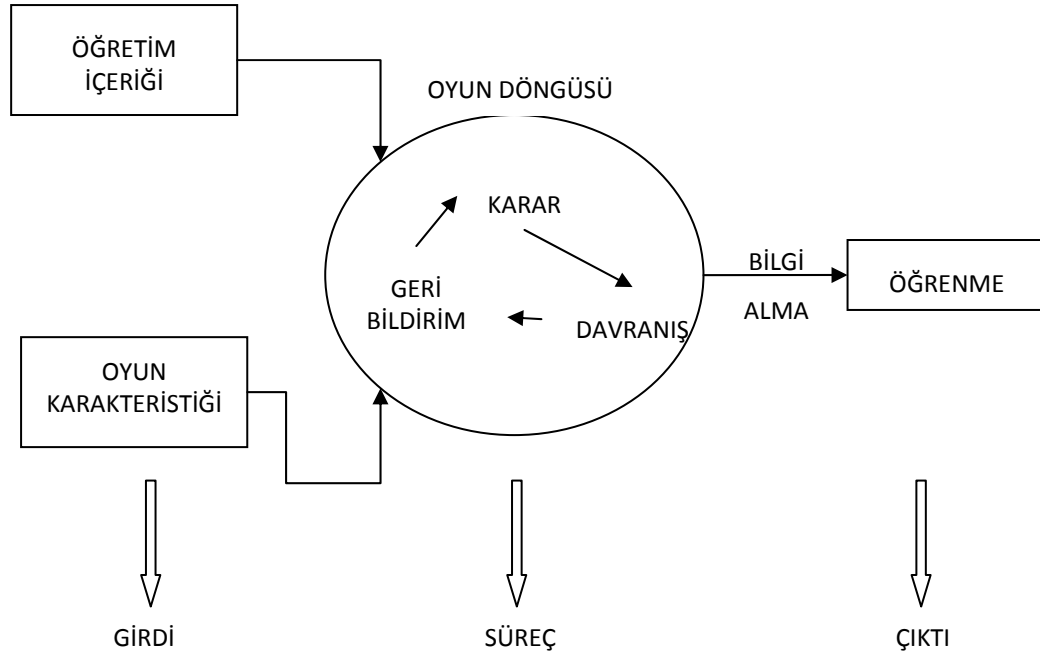 ÖĞRETİM
İÇERİĞİ
OYUN DÖNGÜSÜ
KARAR
GERİ
BİLDİRİM
DAVRANIŞ
BİLGİ
ALMA
ÖĞRENME
OYUN
KARAKTERİSTİĞİ
GİRDİ
SÜREÇ
ÇIKTI